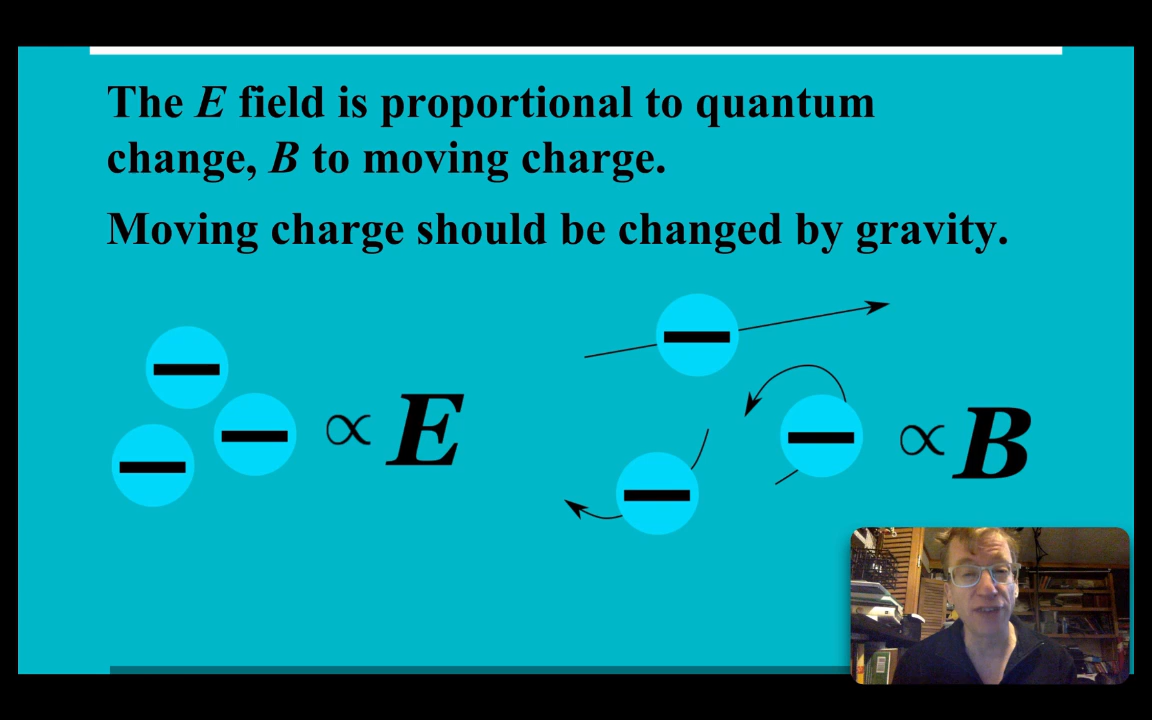 The E field is proportional to quantum
change, B to moving charge.
Moving charge should be changed by gravity.
− − − ∝ E
− − − ∝ B